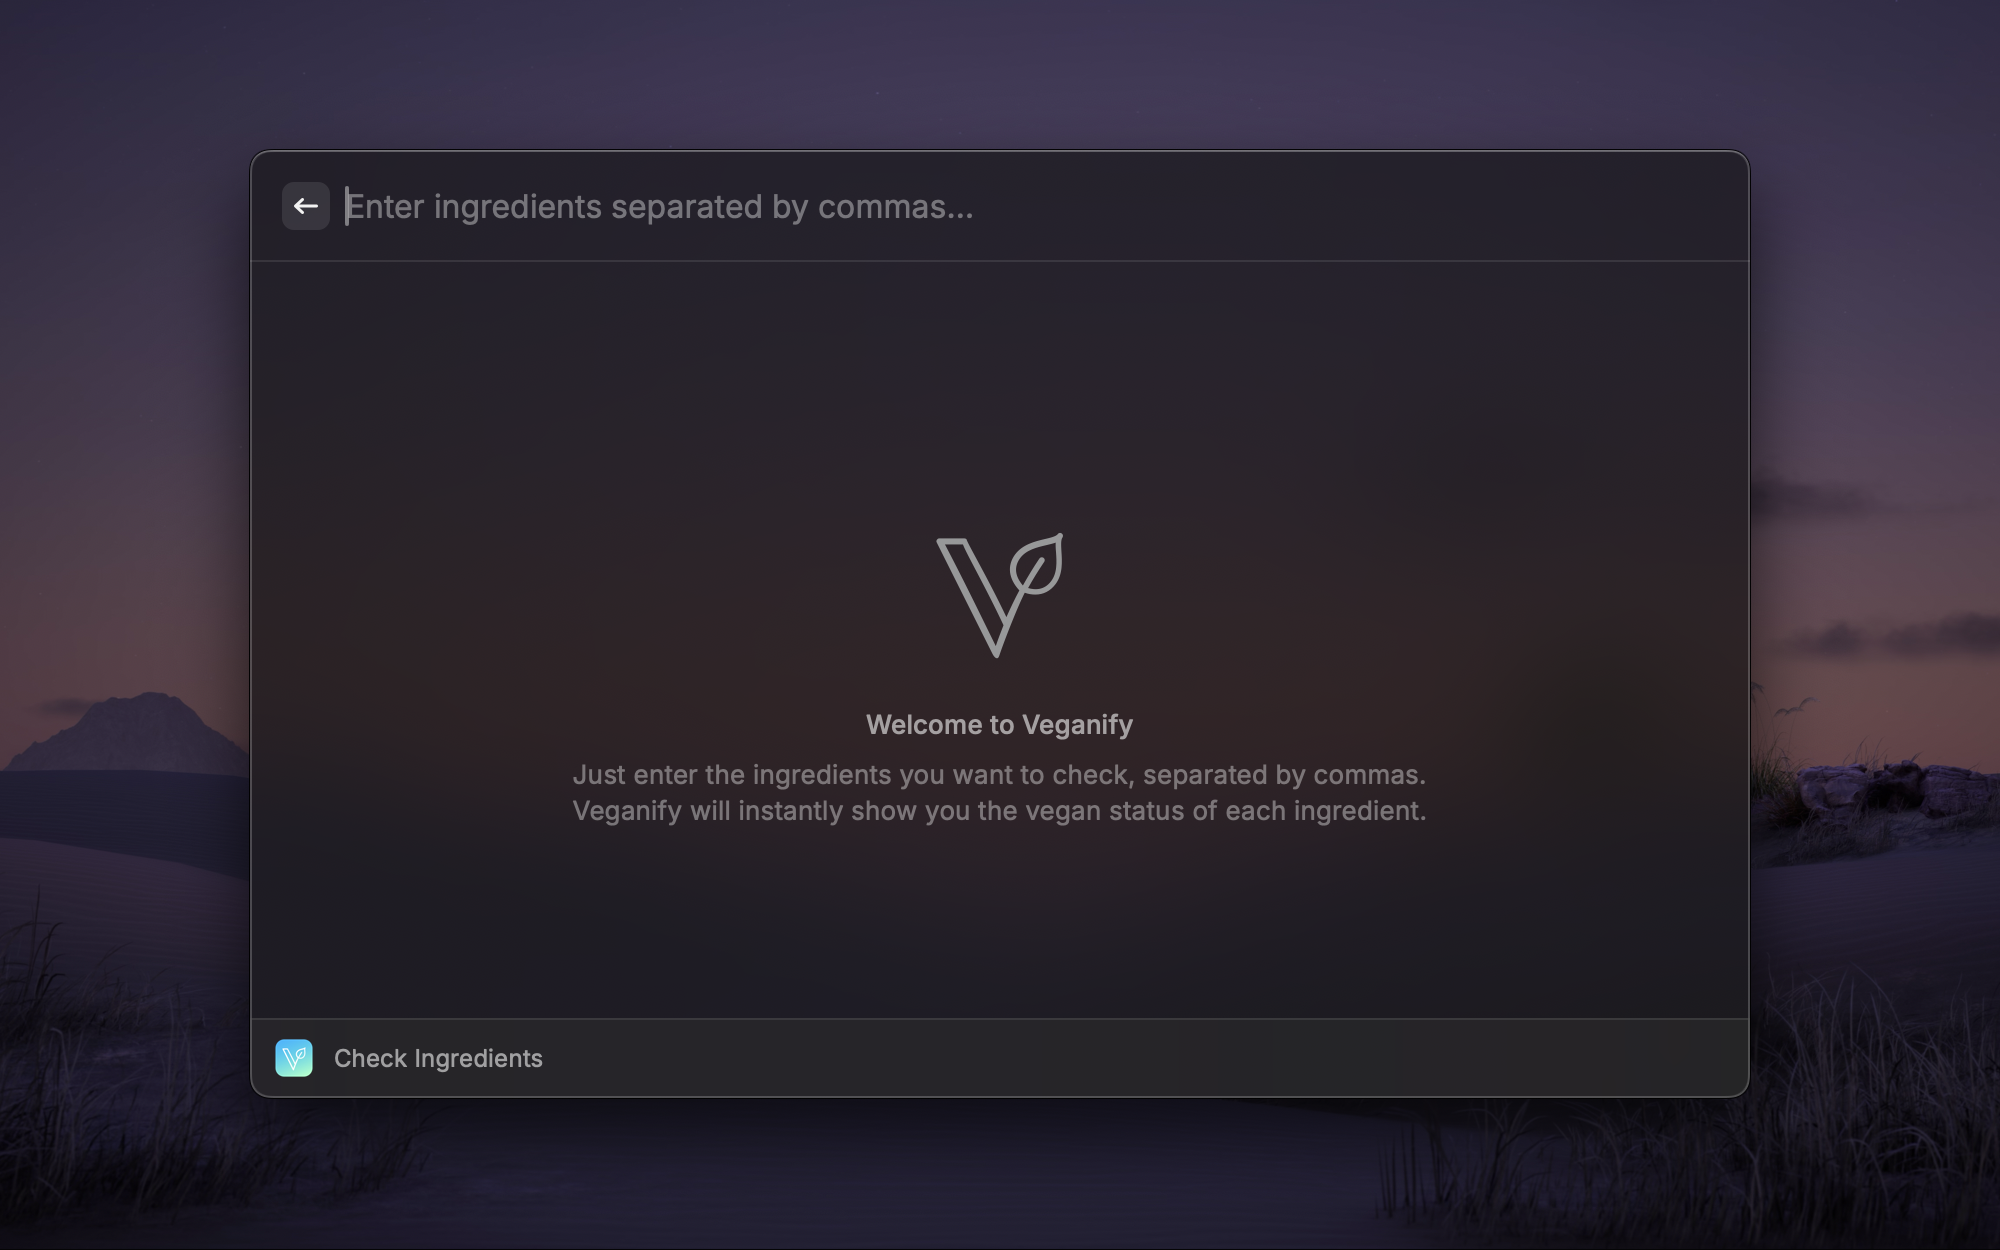 Enter ingredients separated by commas...
Welcome to Veganify
Just enter the ingredients you want to check, separated by commas.
Veganify will instantly show you the vegan status of each ingredient.
Check Ingredients